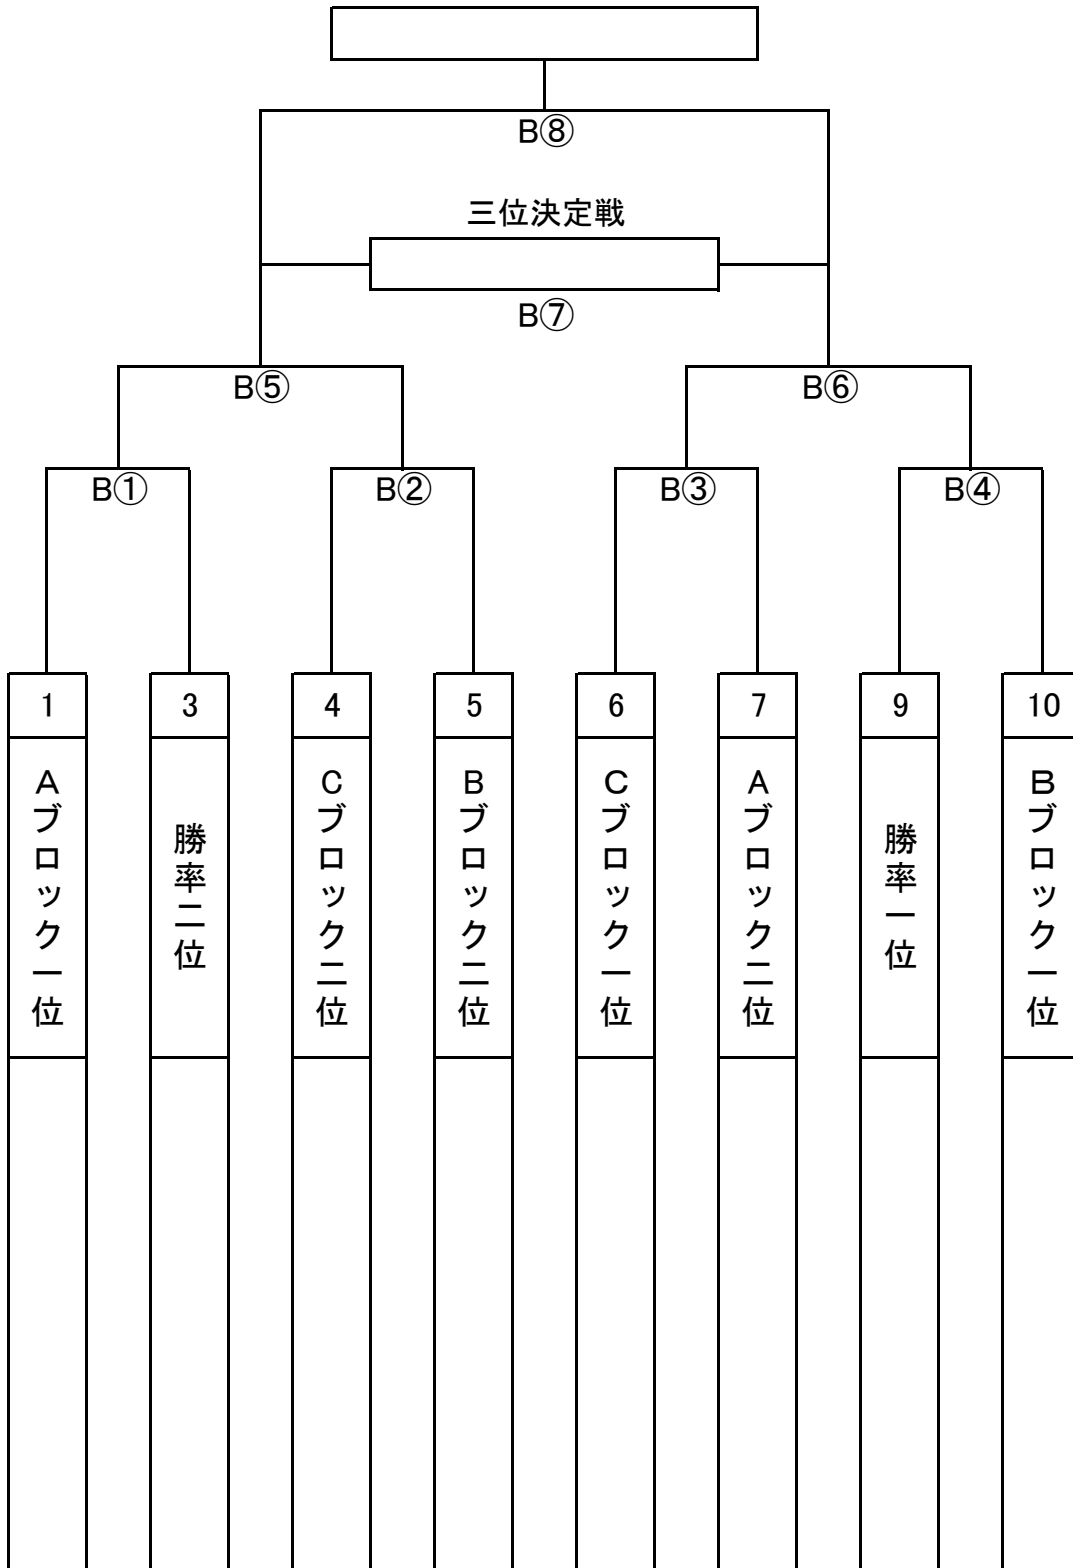 B⑧
三位決定戦
B⑦
B⑤
B⑥
B①
B②
B③
B④
1
3
4
5
6
7
9
10
Aブロック一位
勝率二位
Cブロック二位
Bブロック二位
Cブロック一位
Aブロック二位
勝率一位
Bブロック一位